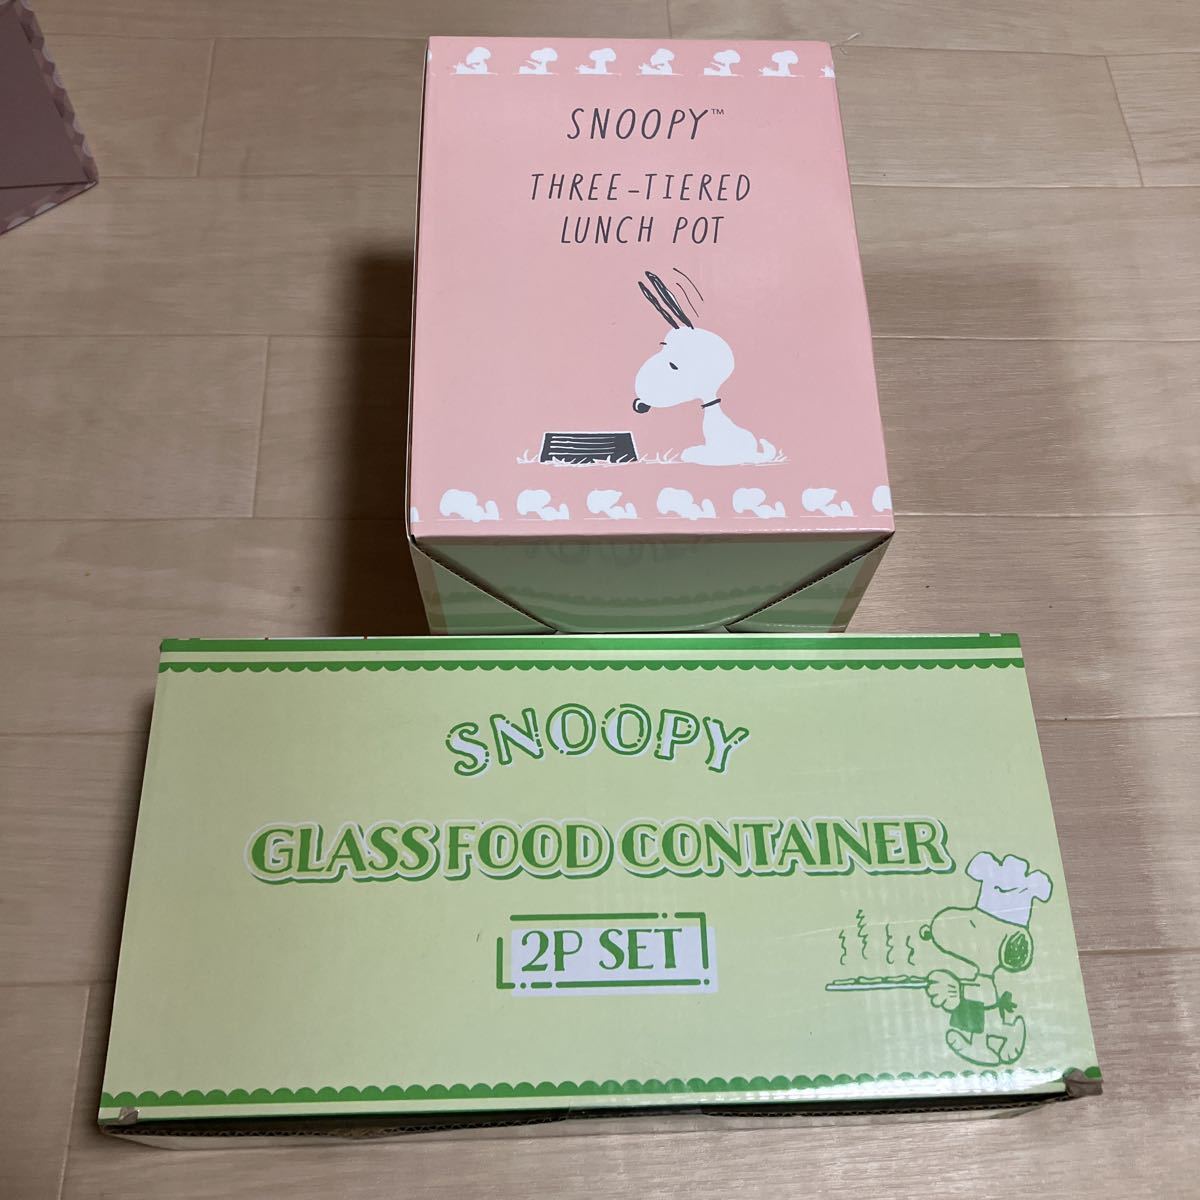 SNOOPY™
THREE-TIERED
LUNCH POT
SNOOPY
GLASS FOOD CONTAINER
2P SET